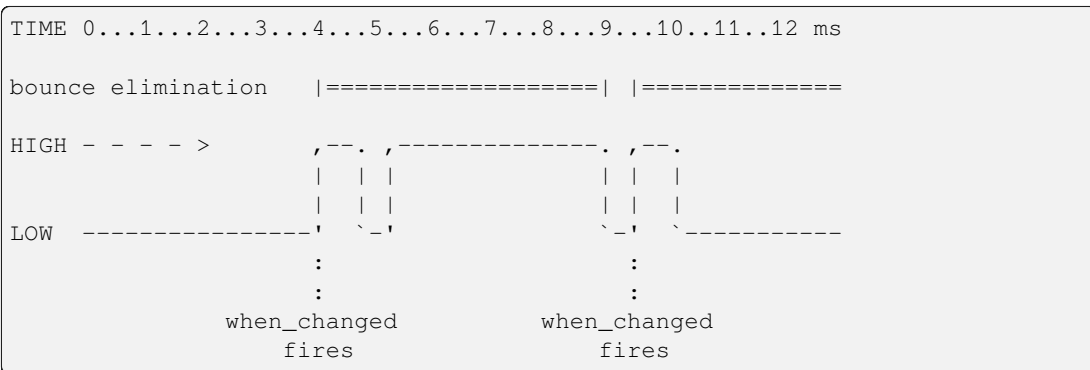 TIME 0...1...2...3...4...5...6...7...8...9...10..11..12 ms
bounce elimination   |===================| |==============
HIGH - - - - >       ,--. ,--------------. ,--.
                     |  | |              | |  |
                     |  | |              | |  |
LOW  ----------------'  `-'              `-'  `-----------
                     :                     :
                     :                     :
               when_changed          when_changed
                   fires                 fires